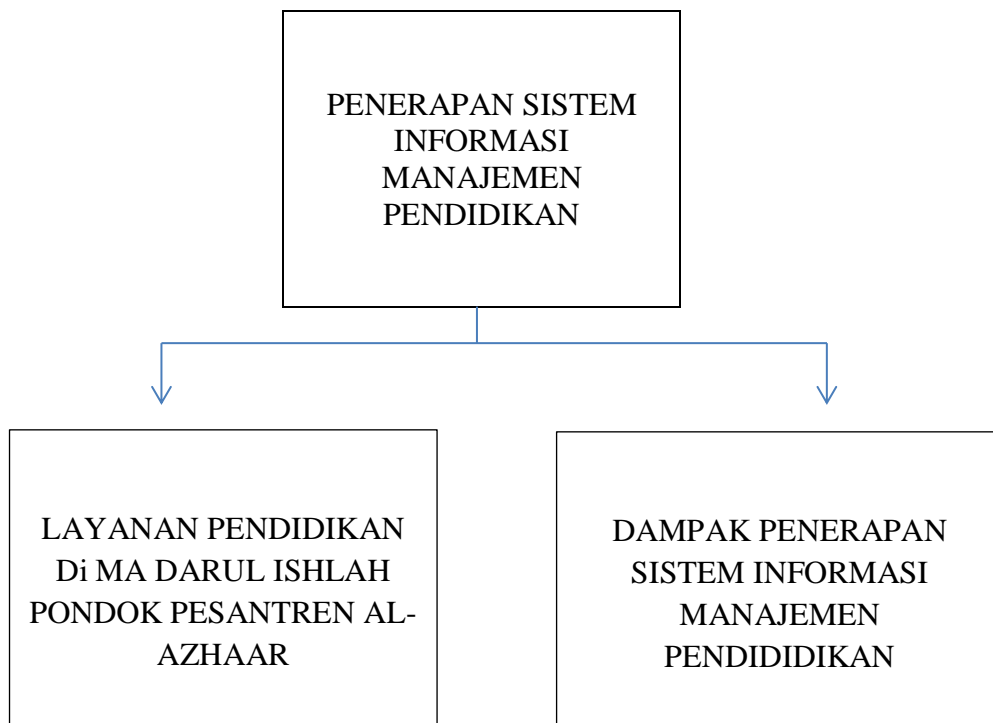 PENERAPAN SISTEM
INFORMASI
MANAJEMEN
PENDIDIKAN
LAYANAN PENDIDIKAN
Di MA DARUL ISHLAH
PONDOK PESANTREN AL-
AZHAAR
DAMPAK PENERAPAN
SISTEM INFORMASI
MANAJEMEN
PENDIDIDIKAN